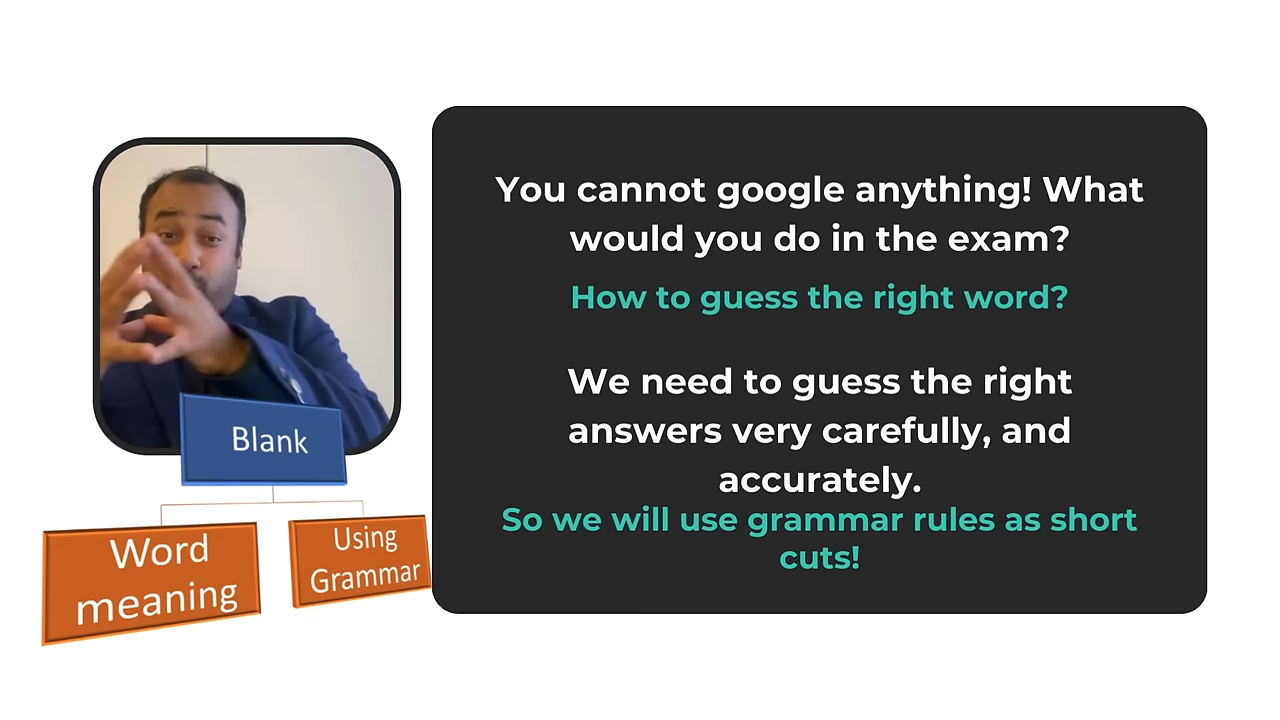 You cannot google anything! What
would you do in the exam?
How to guess the right word?
We need to guess the right
answers very carefully, and
accurately.
So we will use grammar rules as short
cuts!
Blank
Word
meaning
Using
Grammar